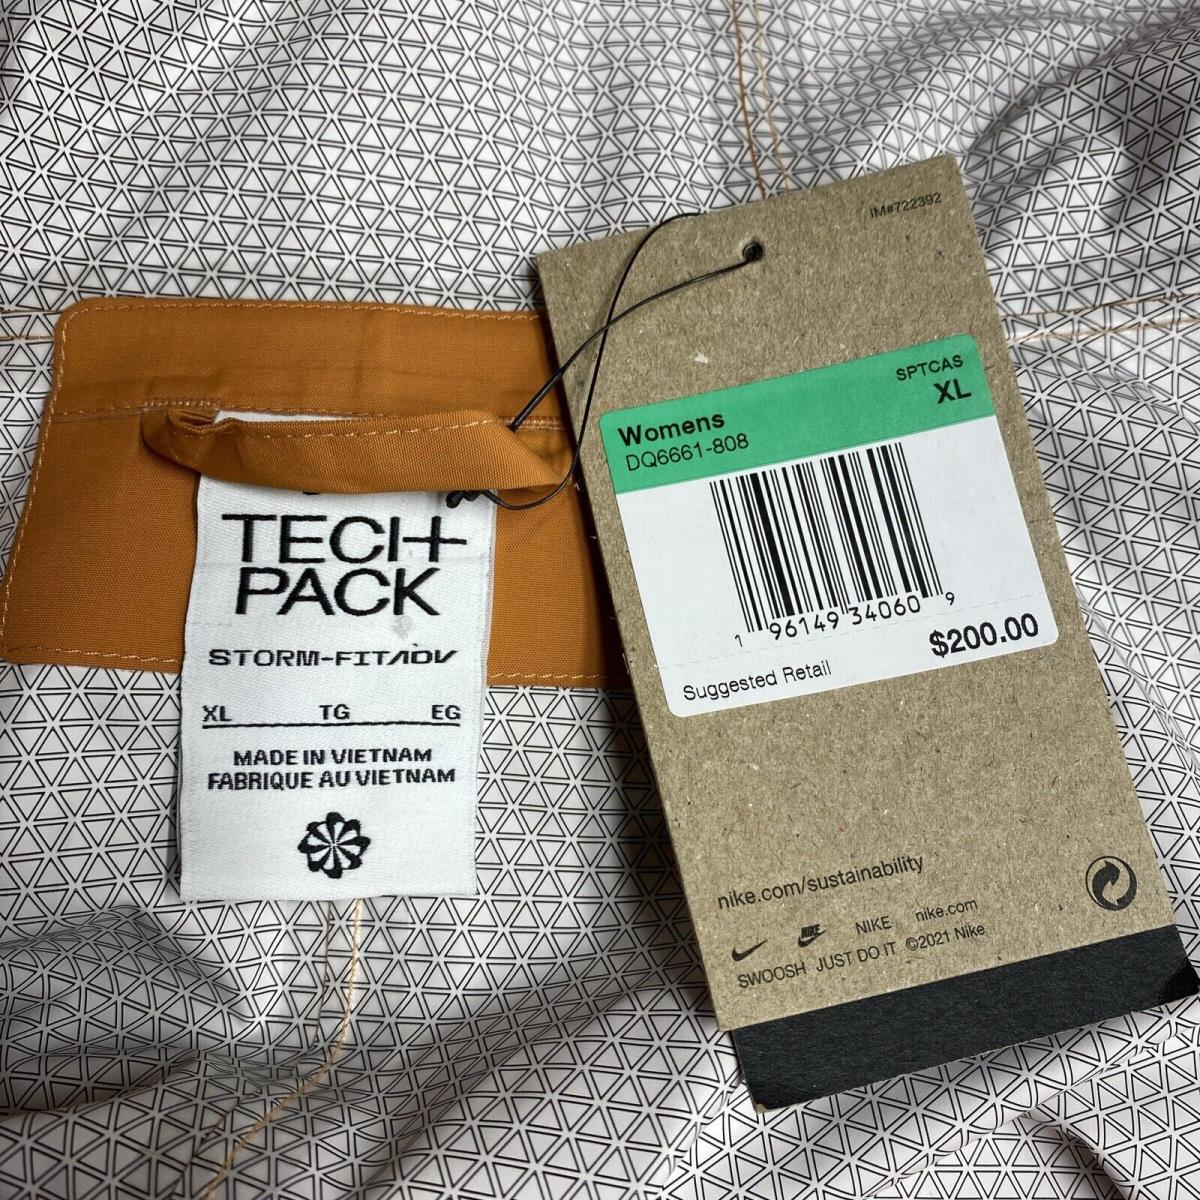 TECH
PACK
STORM-FITADV
XL TG EG
MADE IN VIETNAM
FABRIQUE AU VIETNAM
IM#722392
SPTCAS
Womens XL
DQ6661-808
1 96149 34060 9
Suggested Retail $200.00
nike.com/sustainability
NIKE NIKE nike.com
SWOOSH JUST DO IT ©2021 Nike